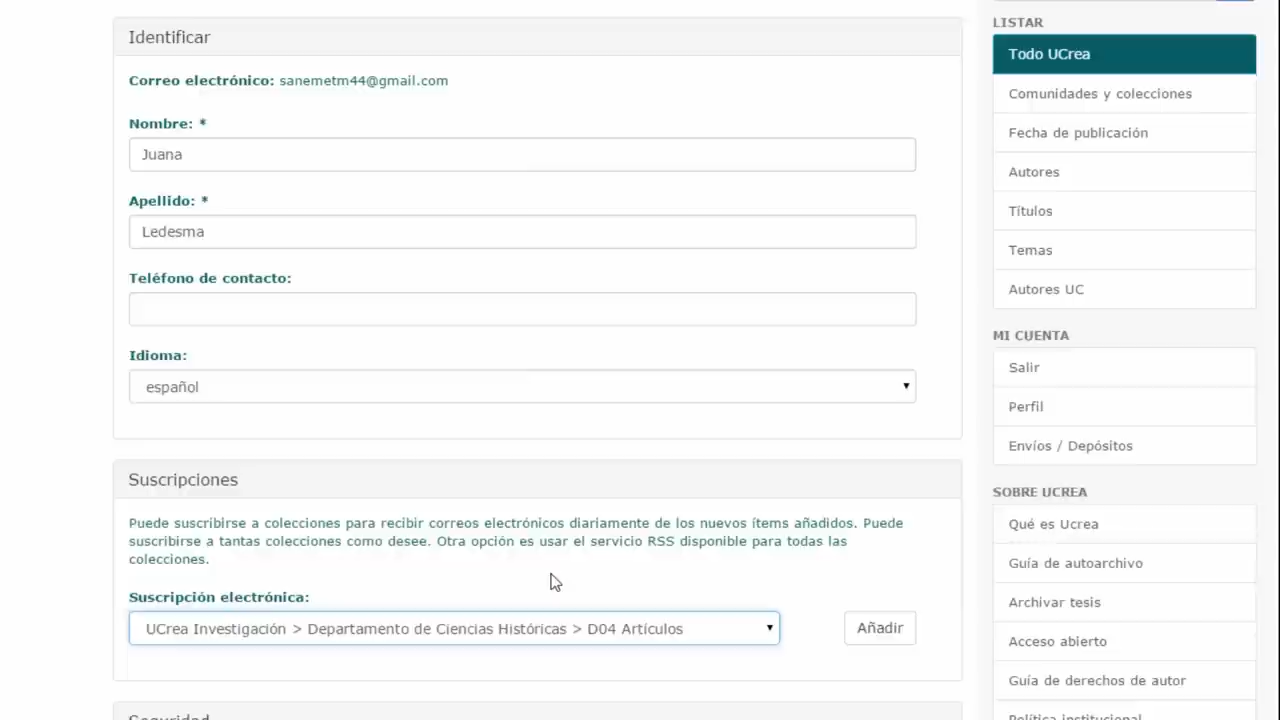 Identificar
Correo electrónico: sanemetm44@gmail.com
Nombre: *
Juana
Apellido: *
Ledesma
Teléfono de contacto:
Idioma:
español
Suscripciones
Puede suscribirse a colecciones para recibir correos electrónicos diariamente de los nuevos ítems añadidos. Puede
suscribirse a tantas colecciones como desee. Otra opción es usar el servicio RSS disponible para todas las
colecciones.
Suscripción electrónica:
UCrea Investigación > Departamento de Ciencias Históricas > D04 Artículos
Añadir
Seguridad
LISTAR
Todo UCrea
Comunidades y colecciones
Fecha de publicación
Autores
Títulos
Temas
Autores UC
MI CUENTA
Salir
Perfil
Envíos / Depósitos
SOBRE UCREA
Qué es Ucrea
Guía de autoarchivo
Archivar tesis
Acceso abierto
Guía de derechos de autor
Política institucional